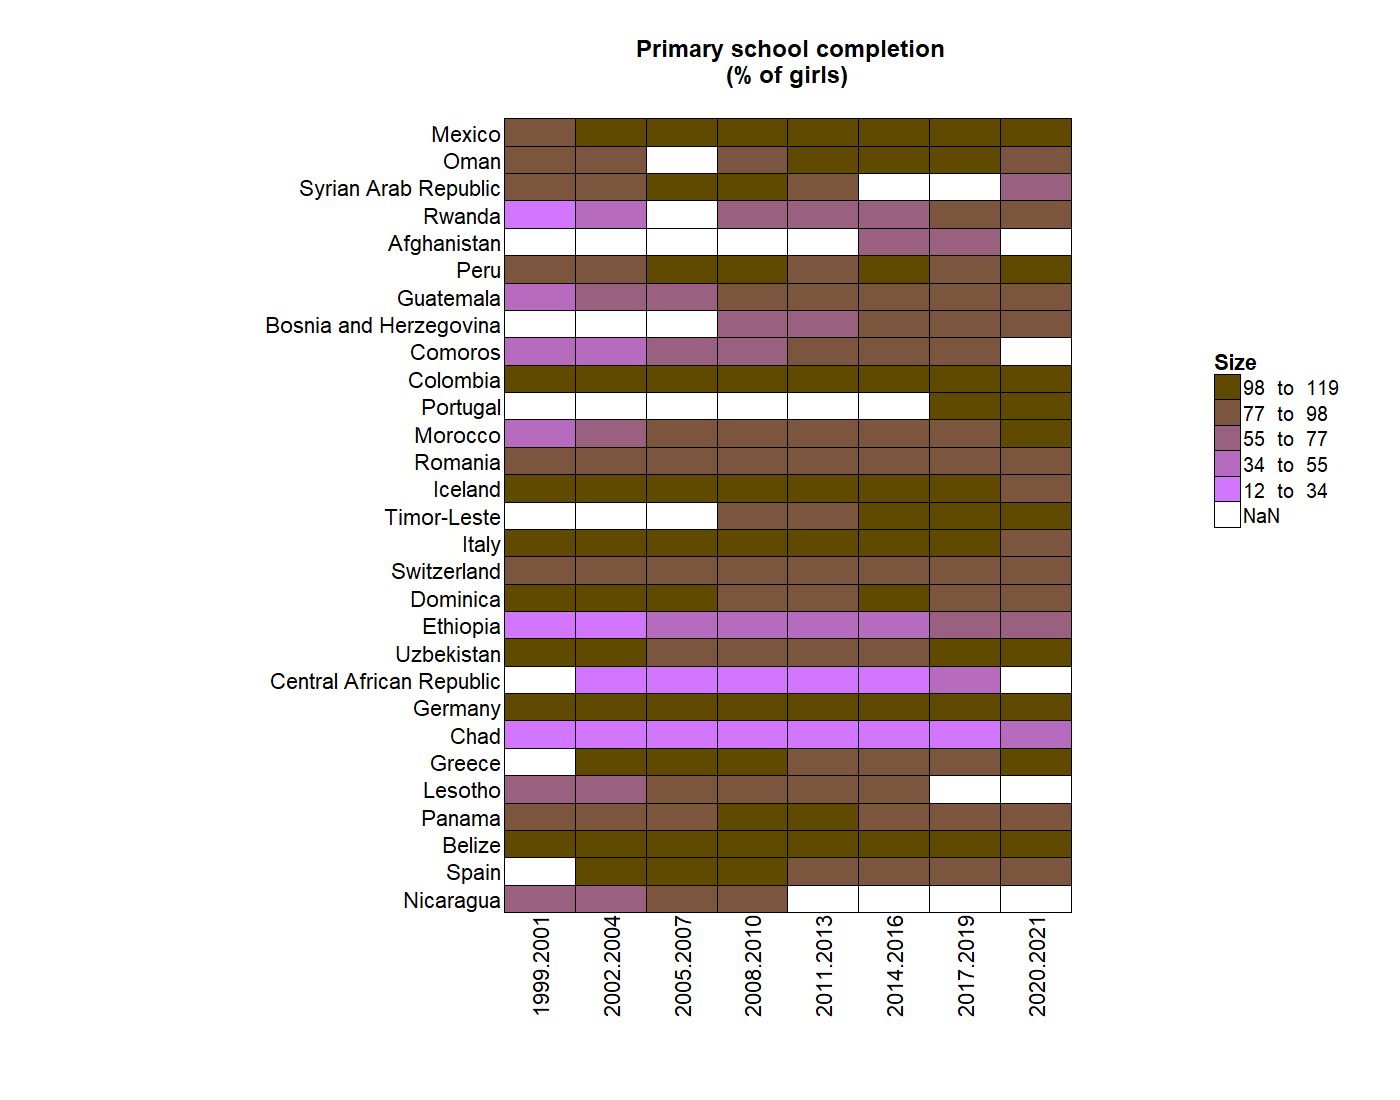 Primary school completion
(% of girls)
Mexico
Oman
Syrian Arab Republic
Rwanda
Afghanistan
Peru
Guatemala
Bosnia and Herzegovina
Comoros
Colombia
Portugal
Morocco
Romania
Iceland
Timor-Leste
Italy
Switzerland
Dominica
Ethiopia
Uzbekistan
Central African Republic
Germany
Chad
Greece
Lesotho
Panama
Belize
Spain
Nicaragua
1999.2001
2002.2004
2005.2007
2008.2010
2011.2013
2014.2016
2017.2019
2020.2021
Size
98 to 119
77 to 98
55 to 77
34 to 55
12 to 34
NaN